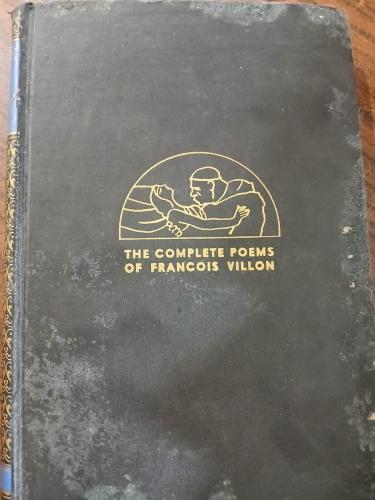 THE COMPLETE POEMS
OF FRANCOIS VILLON